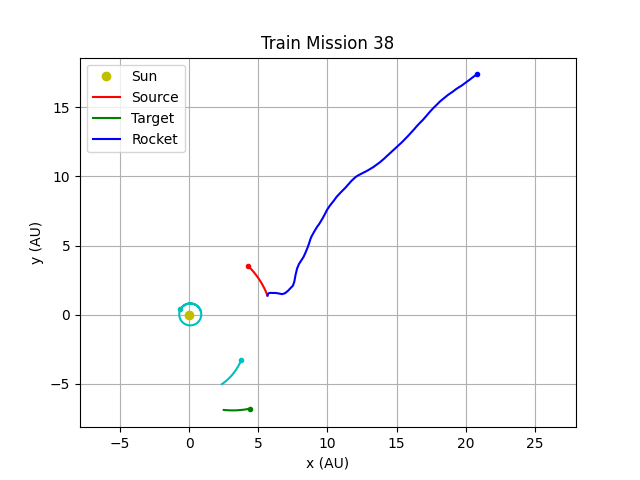 Train Mission 38
Sun
Source
Target
Rocket
y (AU)
15
10
5
0
−5
−5
0
5
10
15
20
25
x (AU)